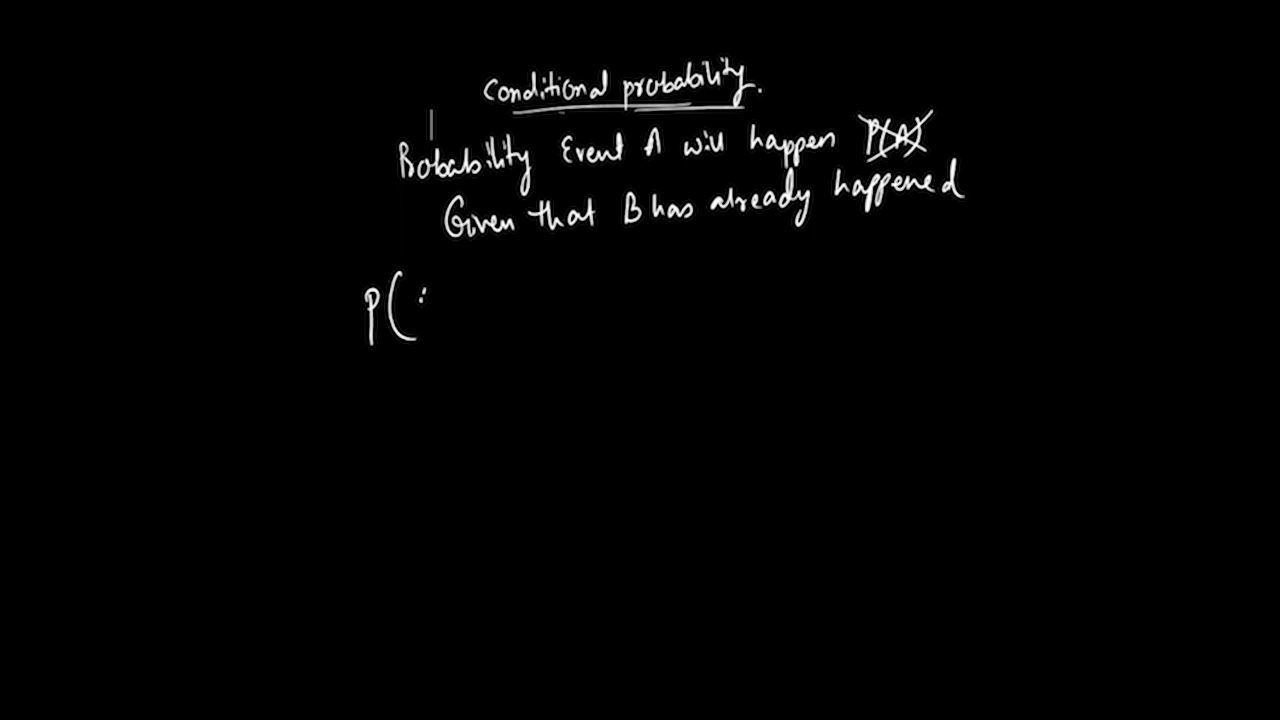 Conditional probability.
Probability Event A will happen P(A)
Given that B has already happened
P(